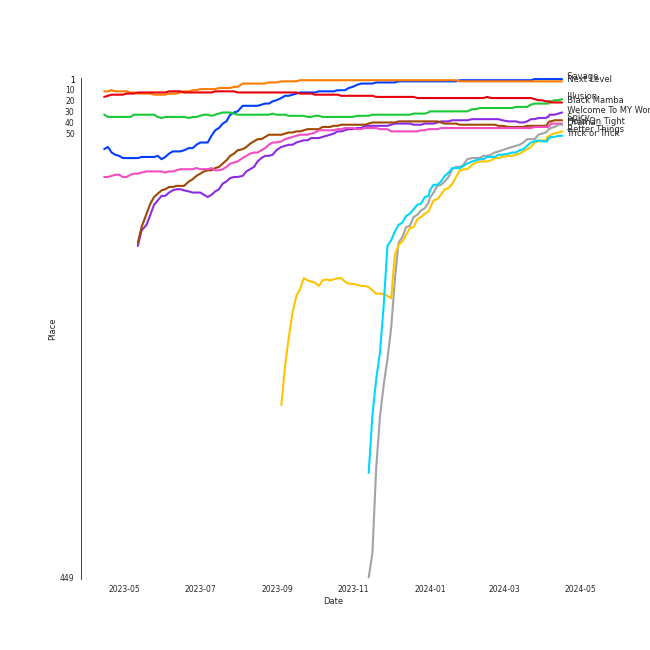 1
10
20
30
40
50
449
Place
2023-05
2023-07
2023-09
2023-11
2024-01
2024-03
2024-05
Date
Savage
Next Level
Illusion
Black Mamba
Welcome To MY Wor
Spicy
Hold On Tight
Drama
Better Things
Trick or Trick